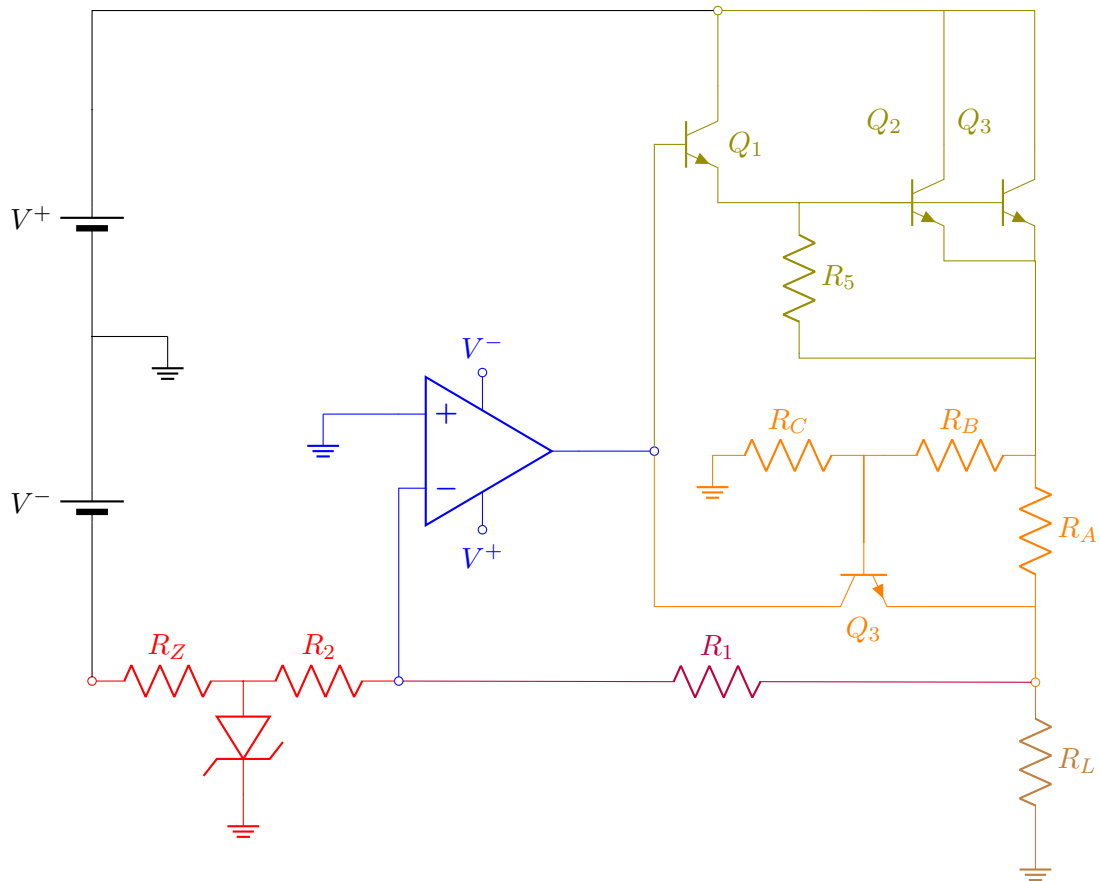 Q₂
Q₃
Q₁
V⁺
R₅
V⁻
+
R_C
R_B
−
V⁻
R_A
V⁺
Q₃
R_Z
R₂
R₁
R_L